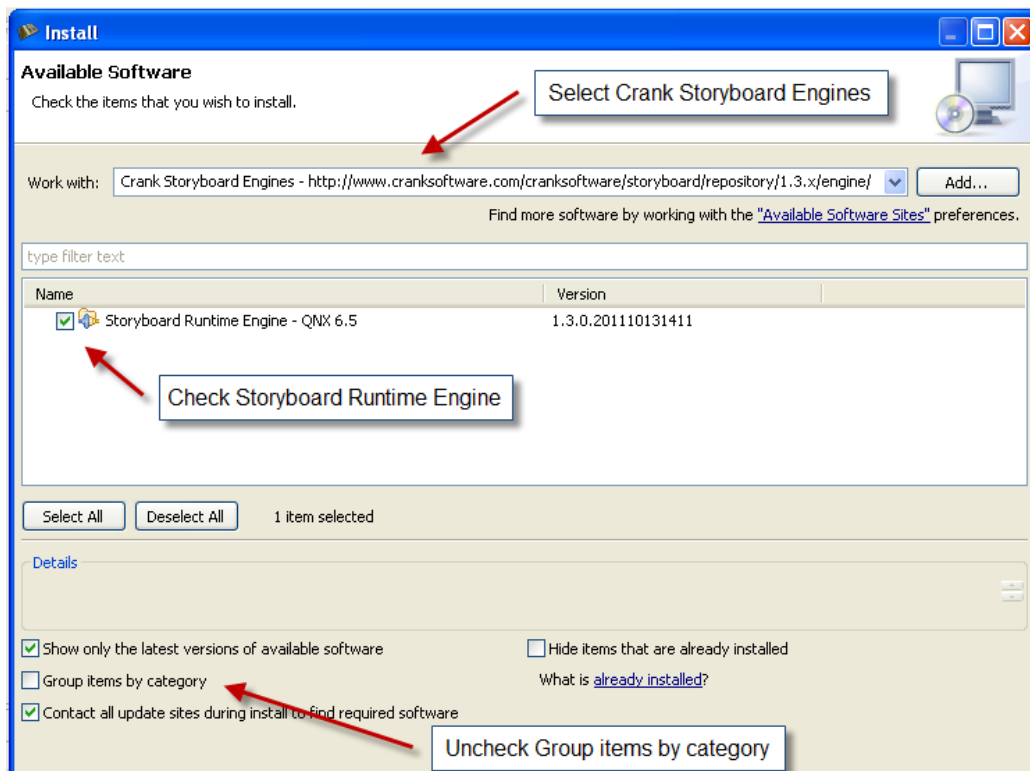 Install
Available Software
Check the items that you wish to install.
Select Crank Storyboard Engines
Work with: Crank Storyboard Engines - http://www.cranksoftware.com/cranksoftware/storyboard/repository/1.3.x/engine/ Add...
Find more software by working with the "Available Software Sites" preferences.
type filter text
Name Version
Storyboard Runtime Engine - QNX 6.5 1.3.0.201110131411
Check Storyboard Runtime Engine
Select All Deselect All 1 item selected
Details
Show only the latest versions of available software Hide items that are already installed
Group items by category What is already installed?
Contact all update sites during install to find required software
Uncheck Group items by category